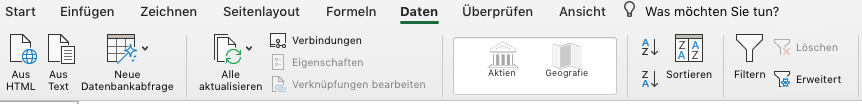 Start Einfügen Zeichnen Seitenlayout Formeln Daten Überprüfen Ansicht Was möchten Sie tun?
Aus HTML
Aus Text
Neue Datenbankabfrage
Alle aktualisieren
Verbindungen
Eigenschaften
Verknüpfungen bearbeiten
Aktien
Geografie
A Z
Z A
Z A A Z
Sortieren
Filtern
Löschen
Erweitert